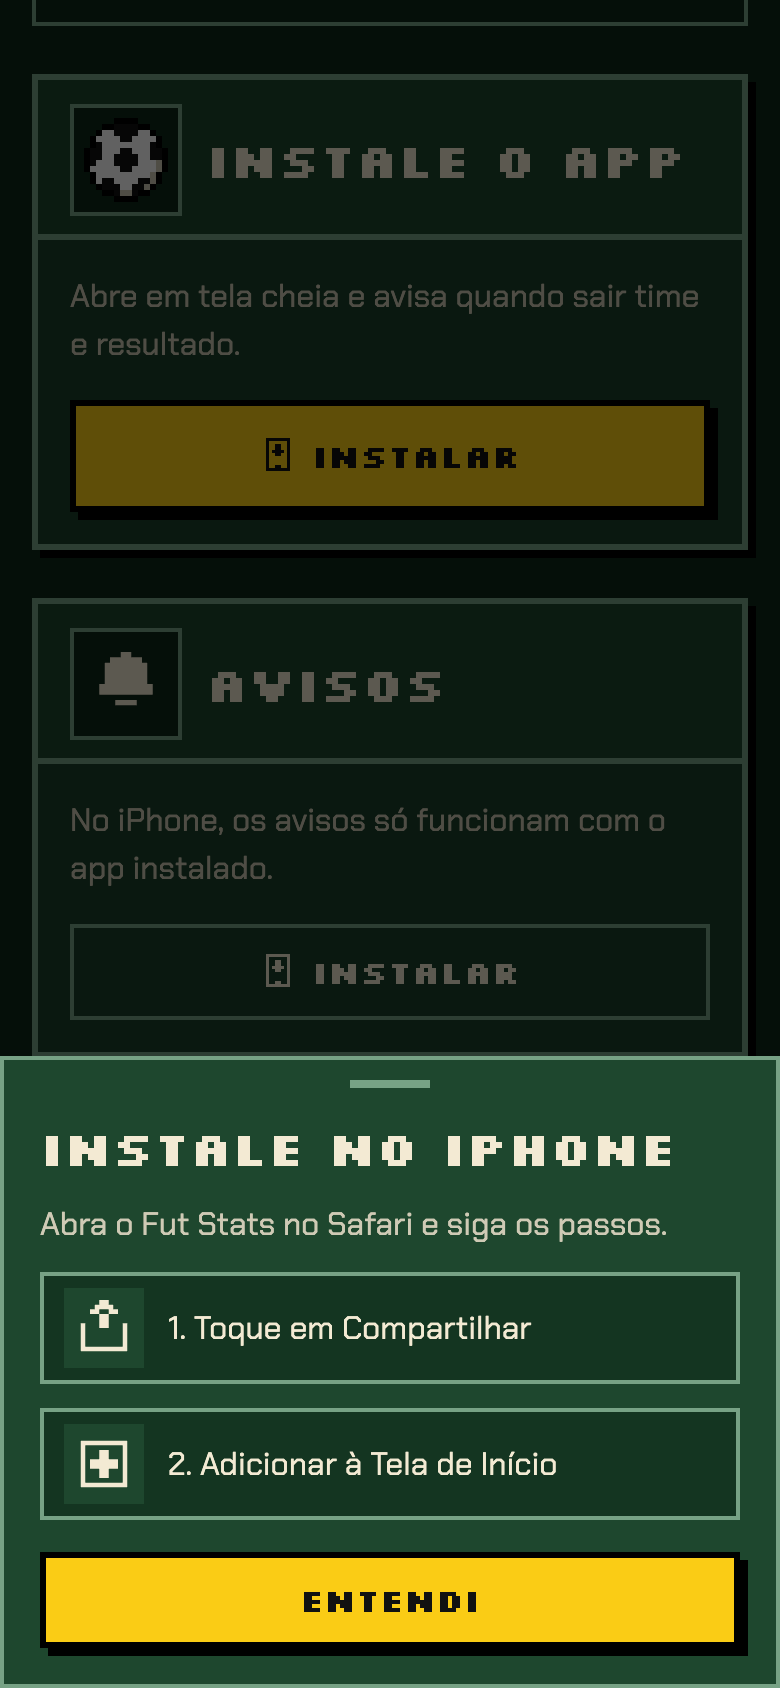 INSTALE O APP
Abre em tela cheia e avisa quando sair time
e resultado.
INSTALAR
AVISOS
No iPhone, os avisos só funcionam com o
app instalado.
INSTALAR
INSTALE NO IPHONE
Abra o Fut Stats no Safari e siga os passos.
1. Toque em Compartilhar
2. Adicionar à Tela de Início
ENTENDI